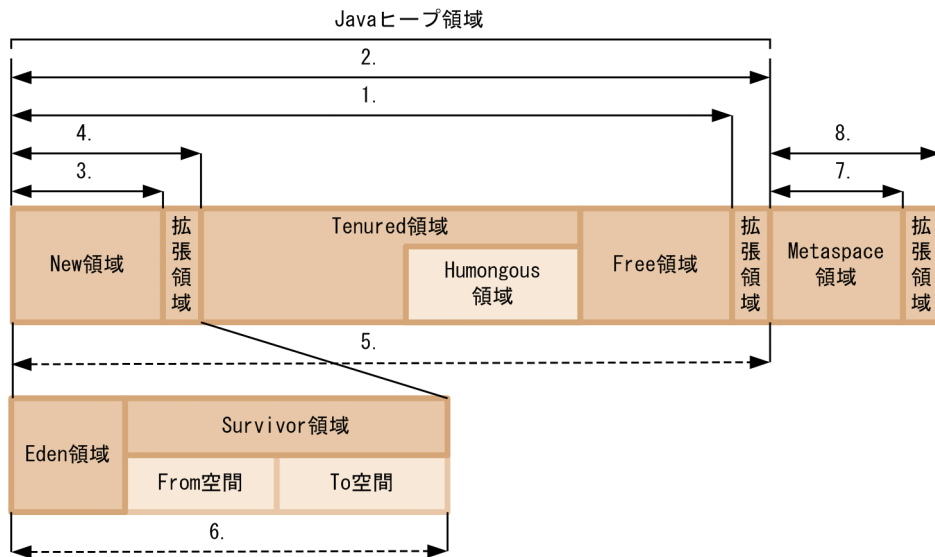 Javaヒープ領域
2.
1.
4.
8.
3.
7.
New領域
拡張領域
Tenured領域
Humongous
領域
Free領域
拡張領域
Metaspace
領域
拡張領域
5.
Eden領域
Survivor領域
From空間
To空間
6.